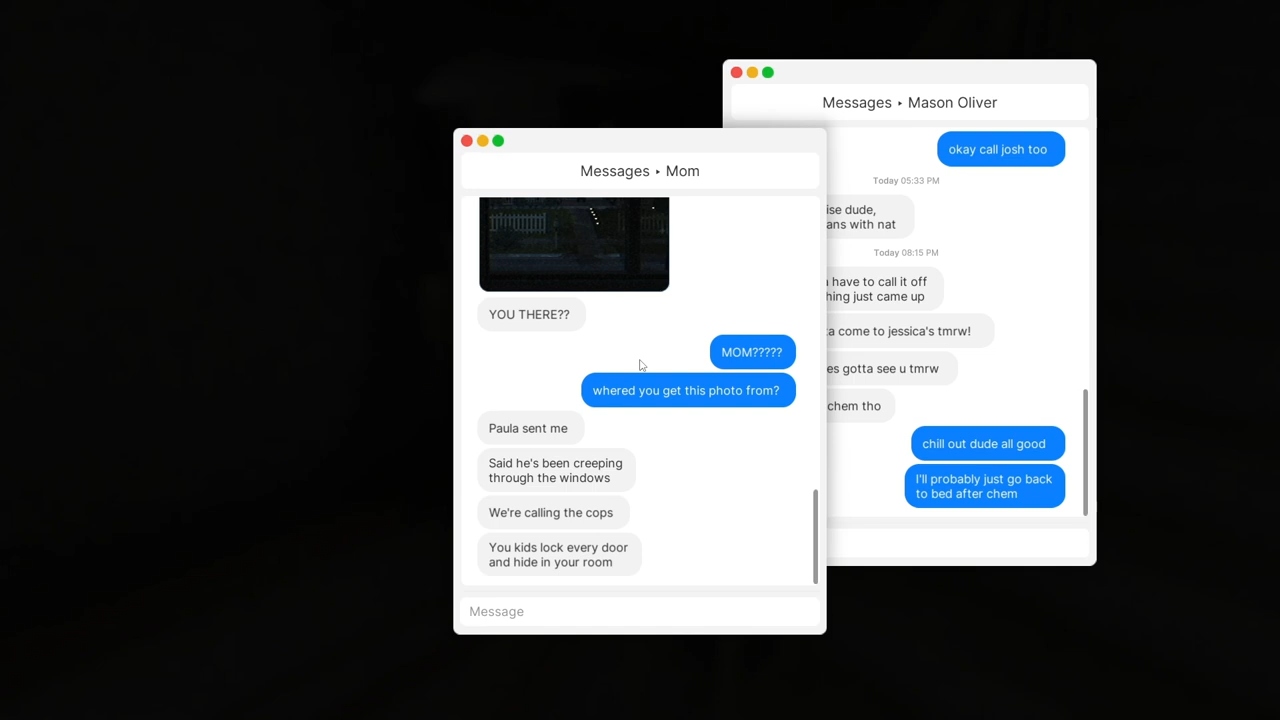 Messages ‣ Mason Oliver
okay call josh too
Today 05:33 PM
dude,
with nat
Today 08:15 PM
have to call it off
just came up
come to jessica's tmrw!
gotta see u tmrw
chem tho
chill out dude all good
I'll probably just go back
to bed after chem
Messages ‣ Mom
YOU THERE??
MOM?????
whered you get this photo from?
Paula sent me
Said he's been creeping
through the windows
We're calling the cops
You kids lock every door
and hide in your room
Message